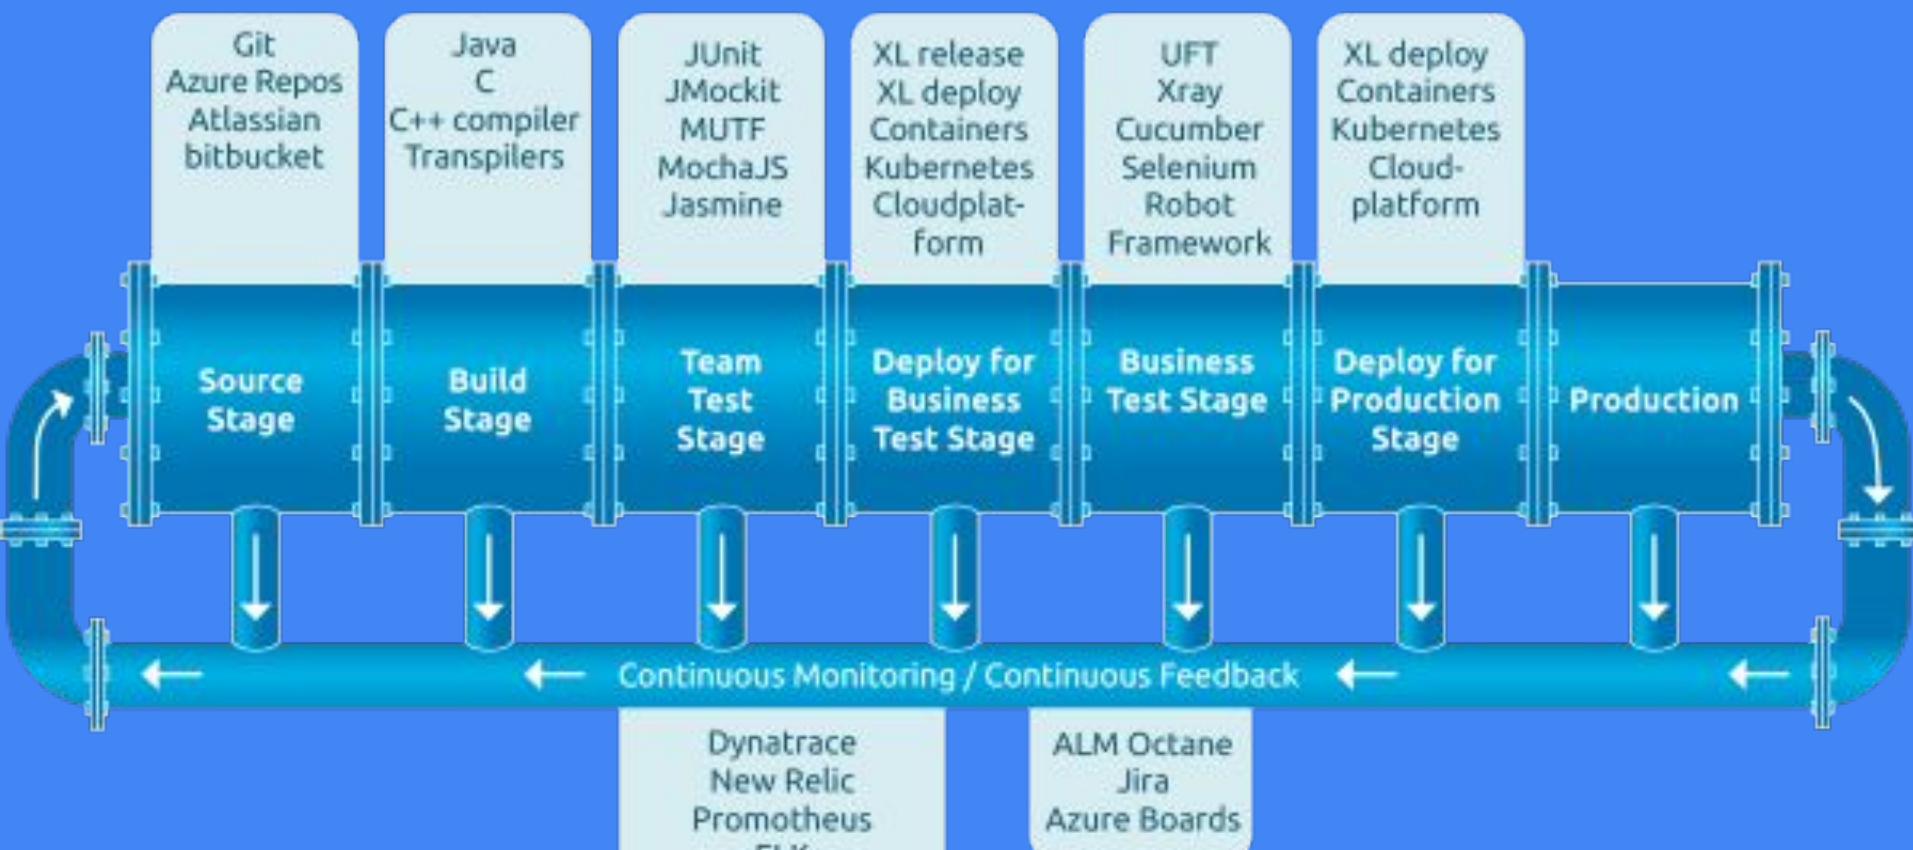 Git
Azure Repos
Atlassian
bitbucket
Java
C
C++ compiler
Transpilers
JUnit
JMockit
MUTF
MochaJS
Jasmine
XL release
XL deploy
Containers
Kubernetes
Cloudplat-
form
UFT
Xray
Cucumber
Selenium
Robot
Framework
XL deploy
Containers
Kubernetes
Cloud-
platform
Source
Stage
Build
Stage
Team
Test
Stage
Deploy for
Business
Test Stage
Business
Test Stage
Deploy for
Production
Stage
Production
Continuous Monitoring / Continuous Feedback
Dynatrace
New Relic
Promotheus
ALM Octane
Jira
Azure Boards